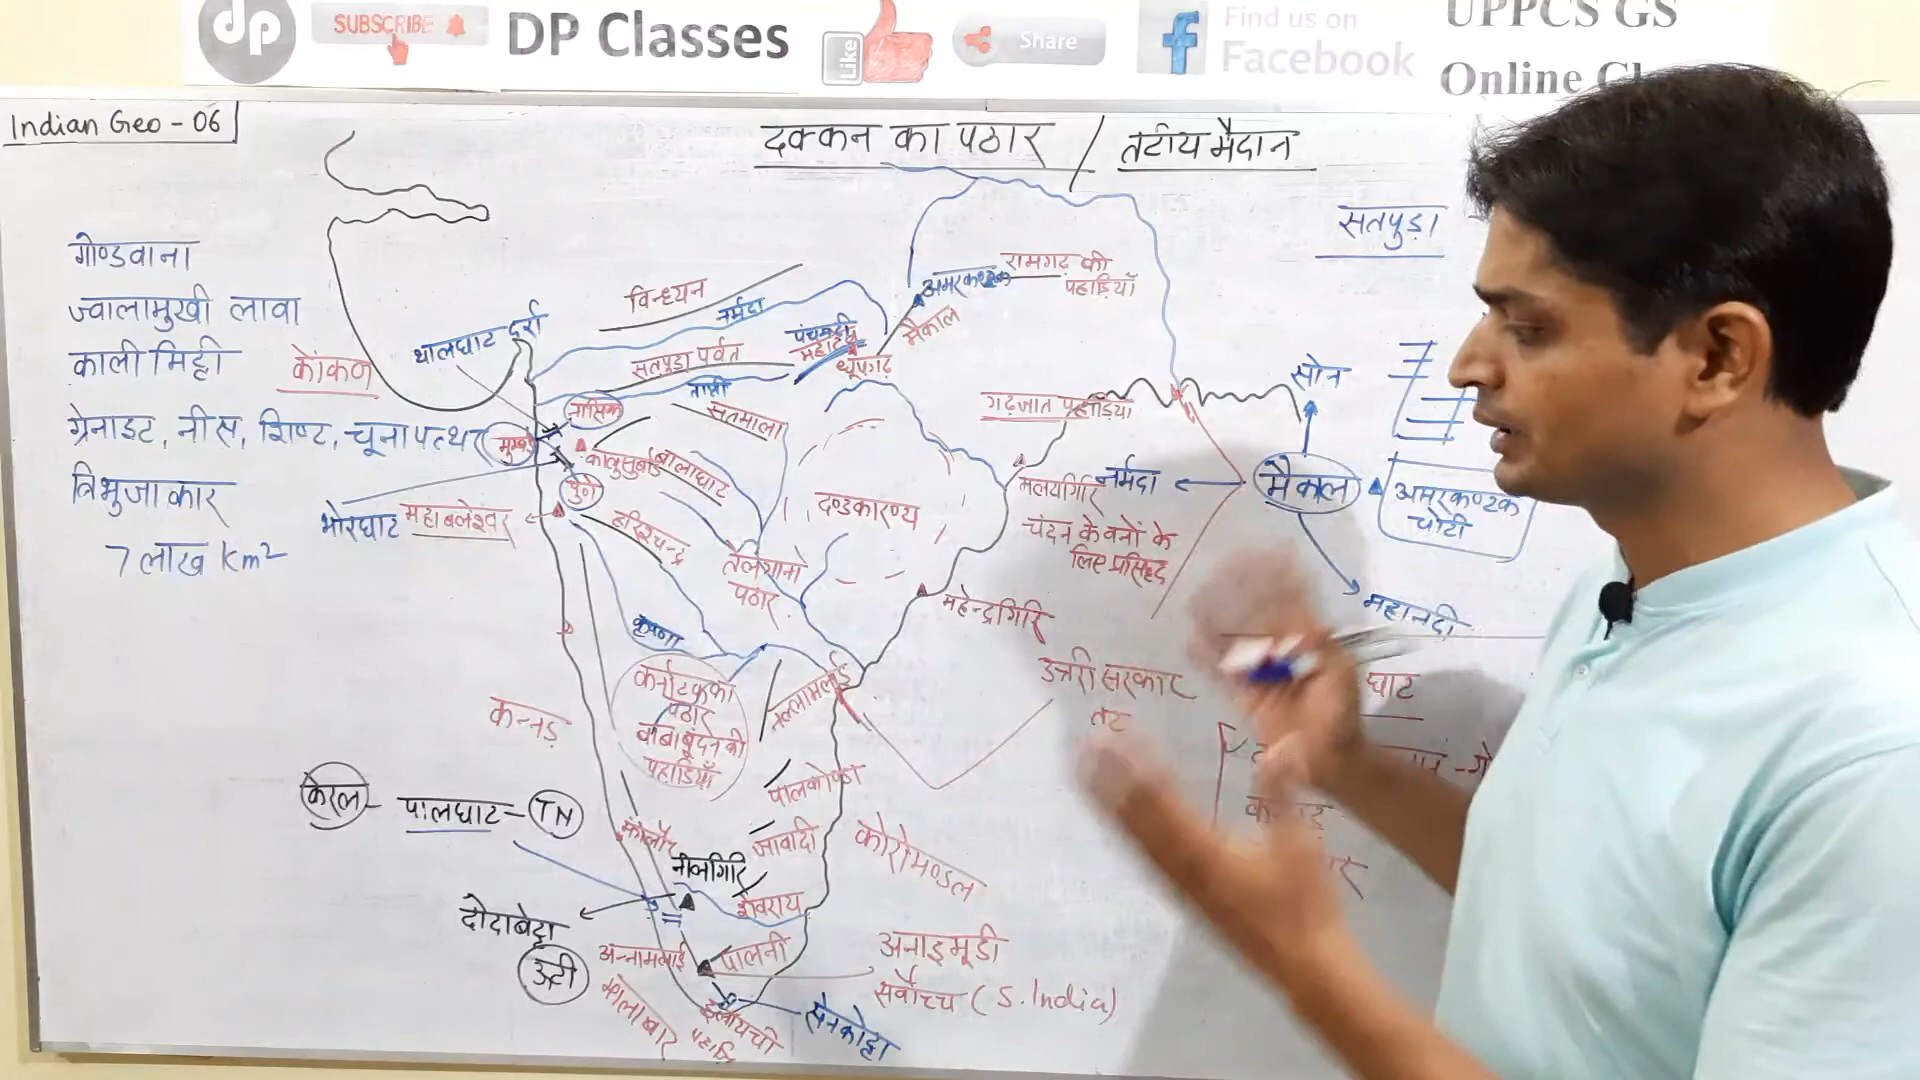 dp
SUBSCRIBE
DP Classes
Like
Share
Find us on
Facebook
UPPCS GS
Online
Indian Geo - 06
दक्कन का पठार / तटीय मैदान
सतपुड़ा
गोण्डवाना
ज्वालामुखी लावा
काली मिट्टी
ग्रेनाइट, नीस, शिष्ट, चूना पत्थर
त्रिभुजाकार
7 लाख km²
कोंकण
थालघाट दर्रा
विन्ध्यन
नर्मदा
सतपुड़ा पर्वत
ताप्ती
पंचमढ़ी
महादेव
धूपगढ़
अमरकण्टक
रामगढ़ की
पहाड़ियाँ
मैकाल
नासिक
मुम्बई
पुणे
सतमाला
कालसुबाई
बालाघाट
गढ़जात पहाड़ियां
सोन
नर्मदा
मैकाल
अमरकण्टक
चोटी
महानदी
मलयगिरि
चंदन के वनों के
लिए प्रसिद्द
दण्डकारण्य
भोरघाट
महाबलेश्वर
हरिश्चन्द्र
तेलंगाना
पठार
महेन्द्रगिरि
कृष्णा
कर्नाटक का
पठार
बाबाबूदन की
पहाड़ियाँ
नल्लामलाई
उत्तरी सरकार
तट
घाट
कन्नड़
केरल - पालघाट - TN
पालकोंडा
जावादी
कोरोमण्डल
नीलगिरि
शेवराय
दोदाबेट्टा
ऊटी
अन्नामलाई
पालनी
अनाइमूडी
सर्वोच्च (S. India)
मालाबार
इलायची
पहाड़ि
सेनकोट्टा